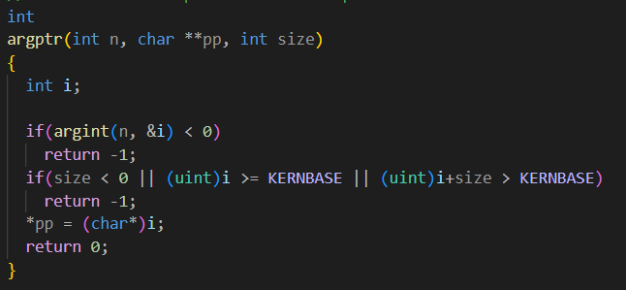 int
argptr(int n, char **pp, int size)
{
  int i;

  if(argint(n, &i) < 0)
    return -1;
  if(size < 0 || (uint)i >= KERNBASE || (uint)i+size > KERNBASE)
    return -1;
  *pp = (char*)i;
  return 0;
}